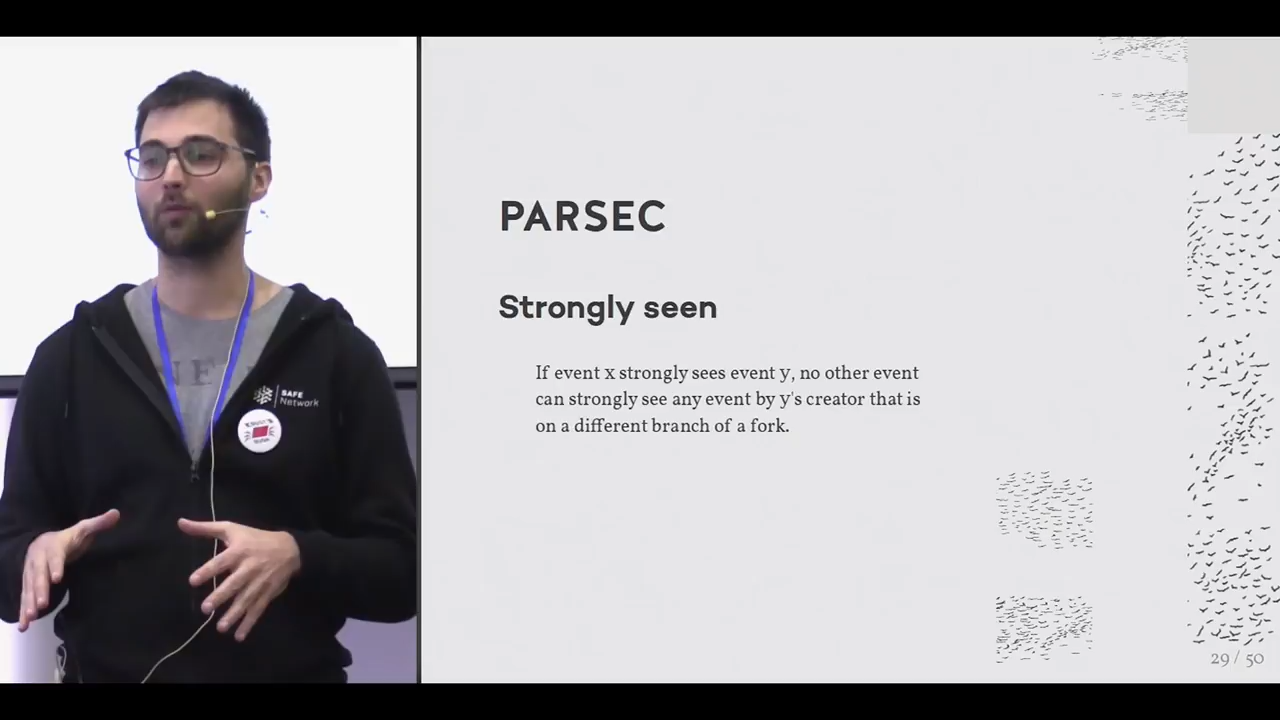 PARSEC
Strongly seen
If event x strongly sees event y, no other event
can strongly see any event by y's creator that is
on a different branch of a fork.
29 / 50
SAFE
Network